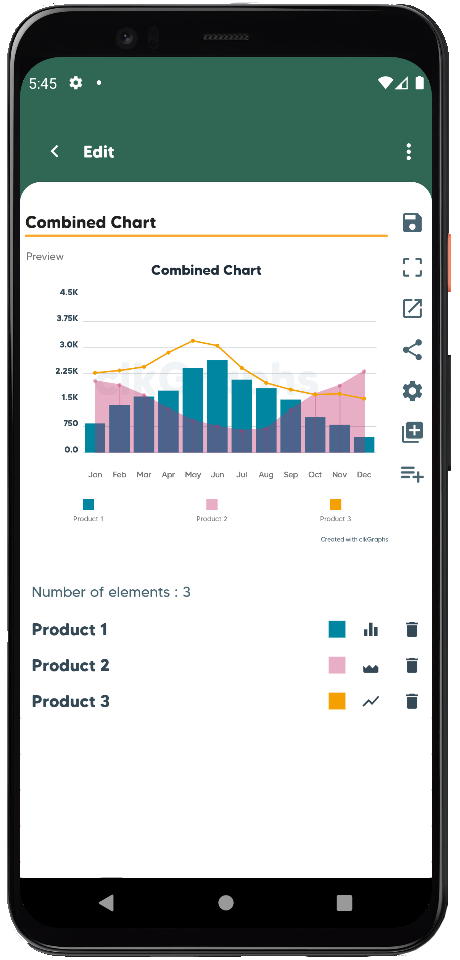 5:45
Edit
Combined Chart
Preview
Combined Chart
4.5K
3.75K
3.0K
2.25K
1.5K
750
0.0
clkGraphs
Jan Feb Mar Apr May Jun Jul Aug Sep Oct Nov Dec
Product 1 Product 2 Product 3
Created with clkGraphs
Number of elements : 3
Product 1
Product 2
Product 3